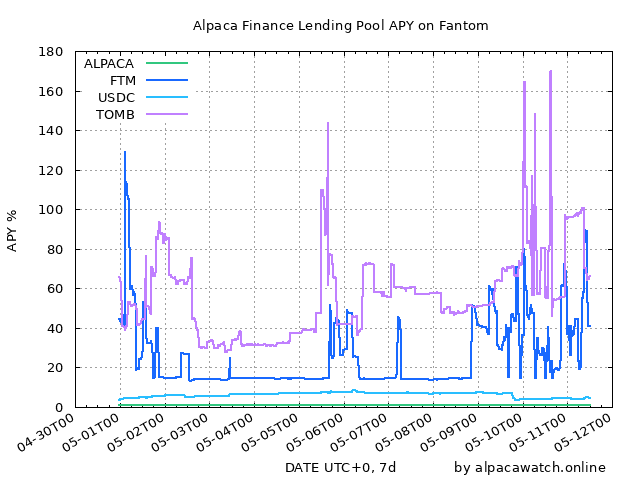 Alpaca Finance Lending Pool APY on Fantom
ALPACA
FTM
USDC
TOMB
APY %
180
160
140
120
100
80
60
40
20
0
04-30T00
05-01T00
05-02T00
05-03T00
05-04T00
05-05T00
05-06T00
05-07T00
05-08T00
05-09T00
05-10T00
05-11T00
05-12T00
DATE UTC+0, 7d
by alpacawatch.online